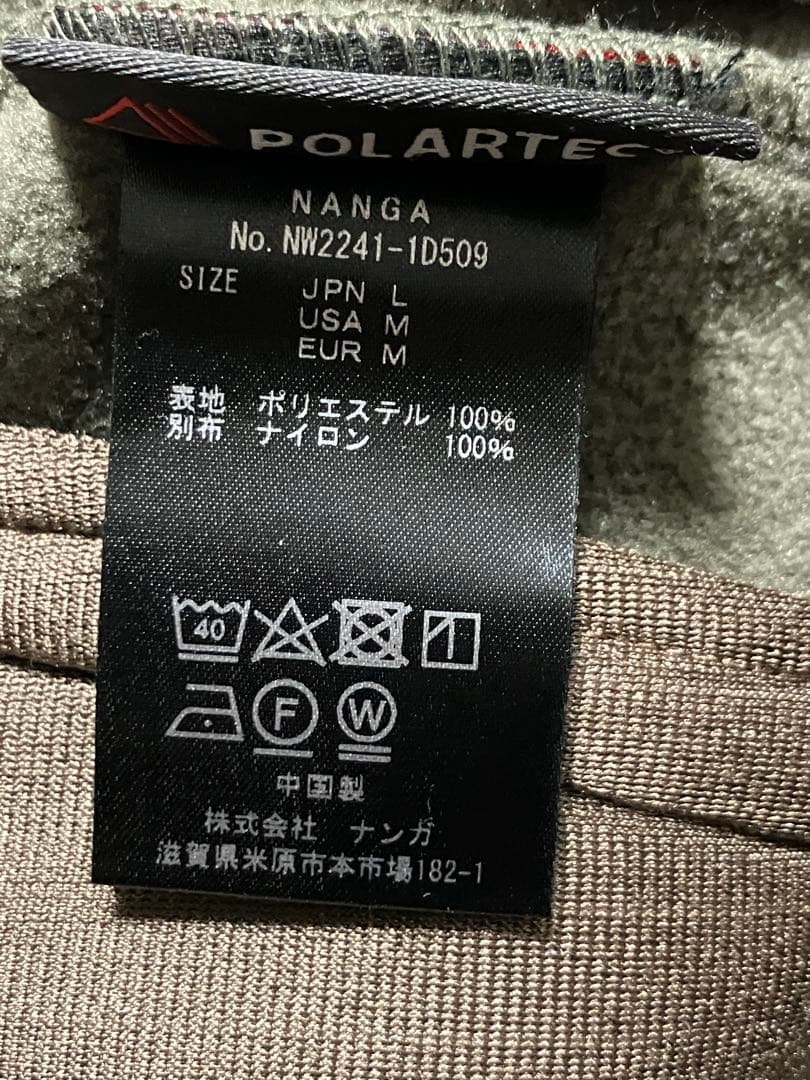 POLARTEC
NANGA
No. NW2241-1D509
SIZE JPN L
USA M
EUR M
表地 ポリエステル 100%
別布 ナイロン 100%
40
F W
中国製
株式会社 ナンガ
滋賀県米原市本市場182-1